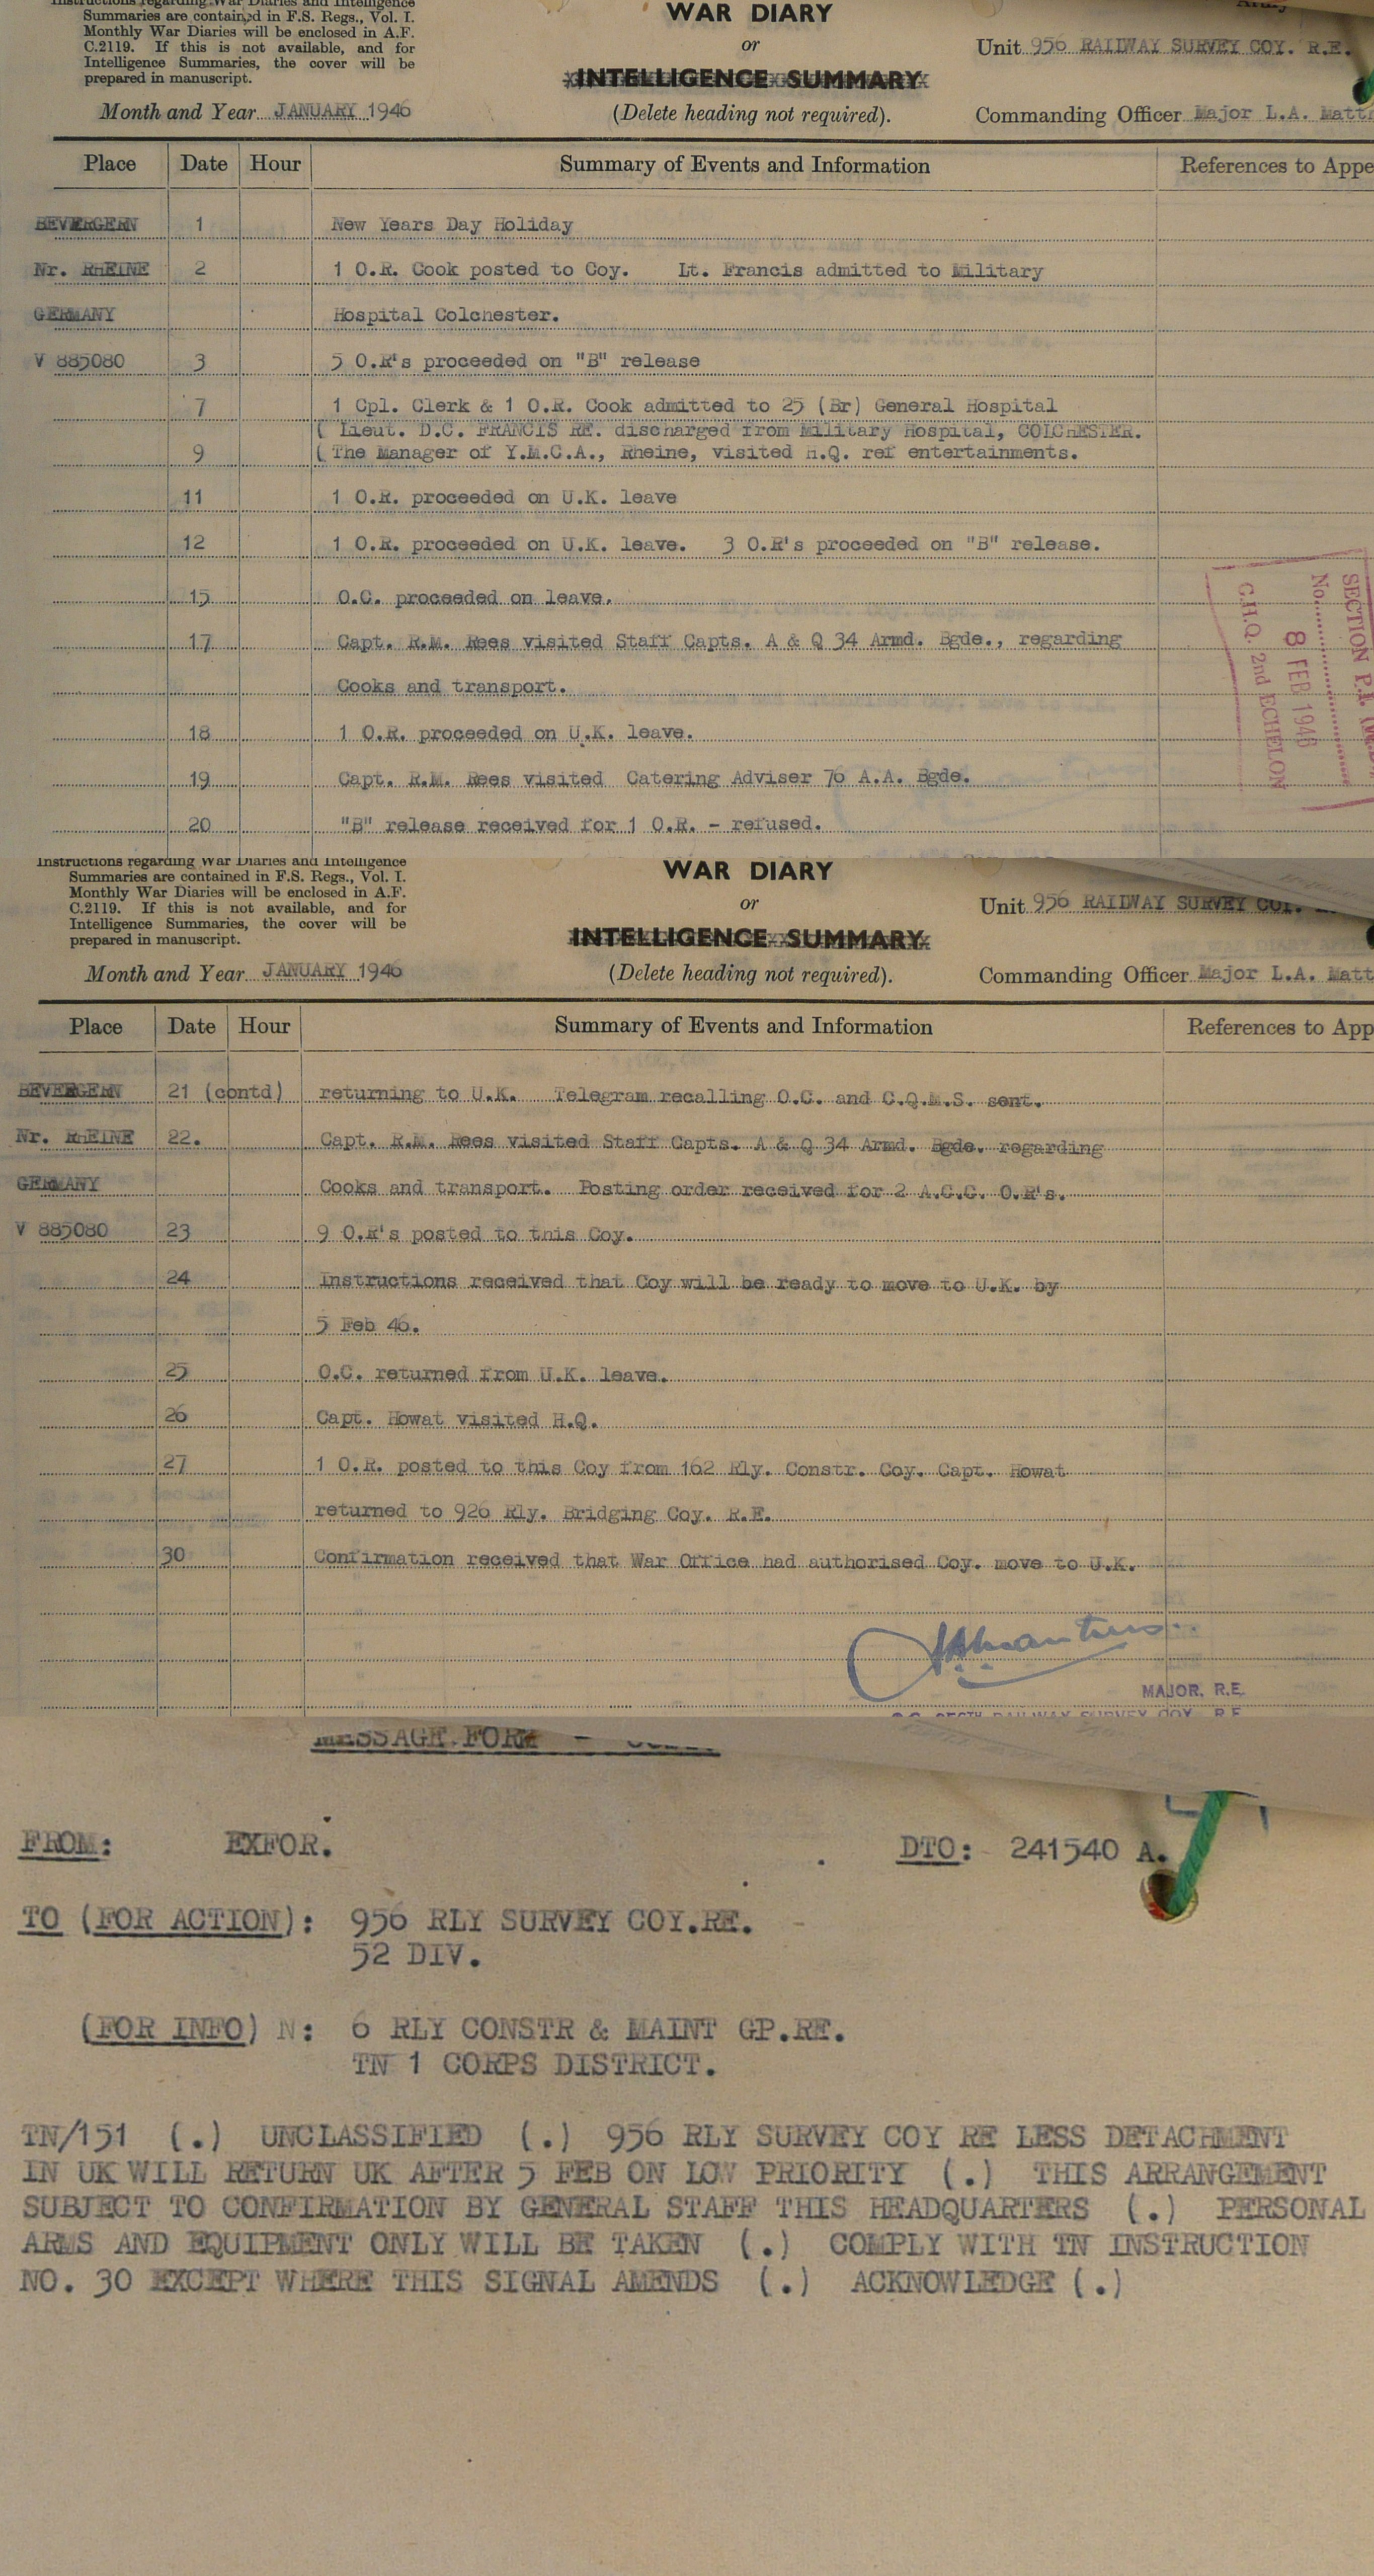 Instructions regarding War Diaries and Intelligence
Summaries are contained in F.S. Regs., Vol. I.
Monthly War Diaries will be enclosed in A.F.
C.2119. If this is not available, and for
Intelligence Summaries, the cover will be
prepared in manuscript.
WAR DIARY
or
INTELLIGENCE SUMMARY
(Delete heading not required).
Unit 956 RAILWAY SURVEY COY. R.E.
Month and Year JANUARY 1946
Commanding Officer Major L.A. Matt
Place Date Hour Summary of Events and Information References to Appe
BEVERGERN 1 New Years Day Holiday
Nr. RHEINE 2 1 O.R. Cook posted to Coy. Lt. Francis admitted to Military
GERMANY Hospital Colchester.
V 885080 3 5 O.R's proceeded on "B" release
7 1 Cpl. Clerk & 1 O.R. Cook admitted to 25 (Br) General Hospital
( Lieut. D.C. FRANCIS RE. discharged from Military Hospital, COLCHESTER.
9 (The Manager of Y.M.C.A., Rheine, visited H.Q. ref entertainments.
11 1 O.R. proceeded on U.K. leave
12 1 O.R. proceeded on U.K. leave. 3 O.R's proceeded on "B" release.
15 O.C. proceeded on leave.
17 Capt. R.M. Rees visited Staff Capts. A & Q 34 Armd. Bgde., regarding
Cooks and transport.
18 1 O.R. proceeded on U.K. leave.
19 Capt. R.M. Rees visited Catering Adviser 76 A.A. Bgde.
20 "B" release received for 1 O.R. - refused.
SECTION P.I.
No.
8 FEB 1946
G.H.Q. 2nd ECHELON
Instructions regarding War Diaries and Intelligence
Summaries are contained in F.S. Regs., Vol. I.
Monthly War Diaries will be enclosed in A.F.
C.2119. If this is not available, and for
Intelligence Summaries, the cover will be
prepared in manuscript.
WAR DIARY
or
INTELLIGENCE SUMMARY
(Delete heading not required).
Unit 956 RAILWAY SURVEY COY.
Month and Year JANUARY 1946
Commanding Officer Major L.A. Matt
Place Date Hour Summary of Events and Information References to App
BEVERGERN 21 (contd) returning to U.K. Telegram recalling O.C. and C.Q.M.S. sent.
Nr. RHEINE 22. Capt. R.M. Rees visited Staff Capts. A & Q 34 Armd. Bgde. regarding
GERMANY Cooks and transport. Posting order received for 2 A.C.C. O.R's.
V 885080 23 9 O.R's posted to this Coy.
24 Instructions received that Coy will be ready to move to U.K. by
5 Feb 46.
25 O.C. returned from U.K. leave.
26 Capt. Howat visited H.Q.
27 1 O.R. posted to this Coy from 162 Rly. Constr. Coy. Capt. Howat
returned to 926 Rly. Bridging Coy. R.E.
30 Confirmation received that War Office had authorised Coy. move to U.K.
MAJOR, R.E.
RAILWAY SURVEY COY. R.E.
MESSAGE FORM -
FROM: EXFOR. DTO: 241540 A.
TO (FOR ACTION): 956 RLY SURVEY COY.RE.
52 DIV.
(FOR INFO) N: 6 RLY CONSTR & MAINT GP.RE.
TN 1 CORPS DISTRICT.
TN/151 (.) UNCLASSIFIED (.) 956 RLY SURVEY COY RE LESS DETACHMENT
IN UK WILL RETURN UK AFTER 5 FEB ON LOW PRIORITY (.) THIS ARRANGEMENT
SUBJECT TO CONFIRMATION BY GENERAL STAFF THIS HEADQUARTERS (.) PERSONAL
ARMS AND EQUIPMENT ONLY WILL BE TAKEN (.) COMPLY WITH TN INSTRUCTION
NO. 30 EXCEPT WHERE THIS SIGNAL AMENDS (.) ACKNOWLEDGE (.)